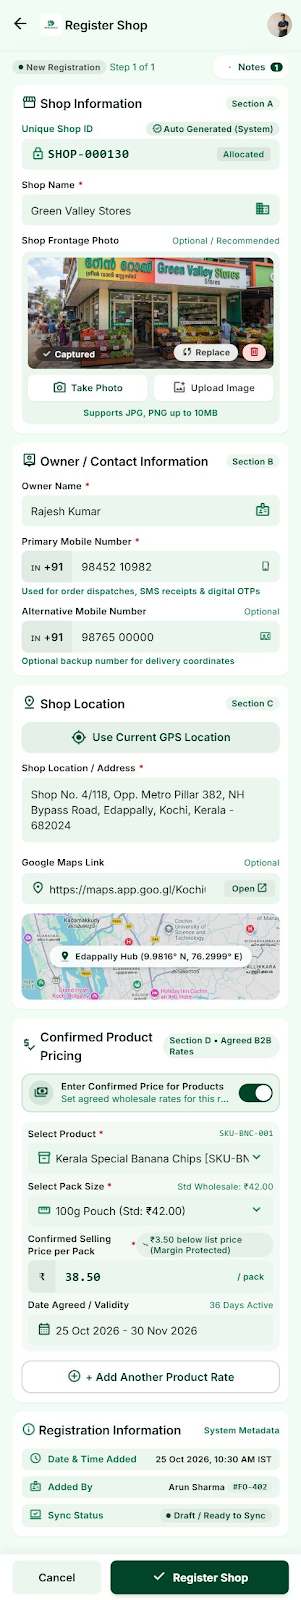 Register Shop
New Registration Step 1 of 1 Notes 1
Shop Information Section A
Unique Shop ID Auto Generated (System)
SHOP-000130 Allocated
Shop Name *
Green Valley Stores
Shop Frontage Photo Optional / Recommended
Green Valley Stores
Stores
Captured Replace
Take Photo Upload Image
Supports JPG, PNG up to 10MB
Owner / Contact Information Section B
Owner Name *
Rajesh Kumar
Primary Mobile Number *
IN +91 98452 10982
Used for order dispatches, SMS receipts & digital OTPs
Alternative Mobile Number Optional
IN +91 98765 00000
Optional backup number for delivery coordinates
Shop Location Section C
Use Current GPS Location
Shop Location / Address *
Shop No. 4/118, Opp. Metro Pillar 382, NH
Bypass Road, Edappally, Kochi, Kerala -
682024
Google Maps Link Optional
https://maps.app.goo.gl/Kochi Open
Cochin
University of
Science and
Technology
Edappally Hub (9.9816° N, 76.2999° E)
Holiday Inn Cochin
Confirmed Product
Pricing
Section D • Agreed B2B
Rates
Enter Confirmed Price for Products
Set agreed wholesale rates for this r...
Select Product * SKU-BNC-001
Kerala Special Banana Chips [SKU-BN
Select Pack Size * Std Wholesale: ₹42.00
100g Pouch (Std: ₹42.00)
Confirmed Selling
Price per Pack *
₹3.50 below list price
(Margin Protected)
₹ 38.50 / pack
Date Agreed / Validity 36 Days Active
25 Oct 2026 - 30 Nov 2026
+ Add Another Product Rate
Registration Information System Metadata
Date & Time Added 25 Oct 2026, 10:30 AM IST
Added By Arun Sharma #FO-402
Sync Status Draft / Ready to Sync
Cancel Register Shop